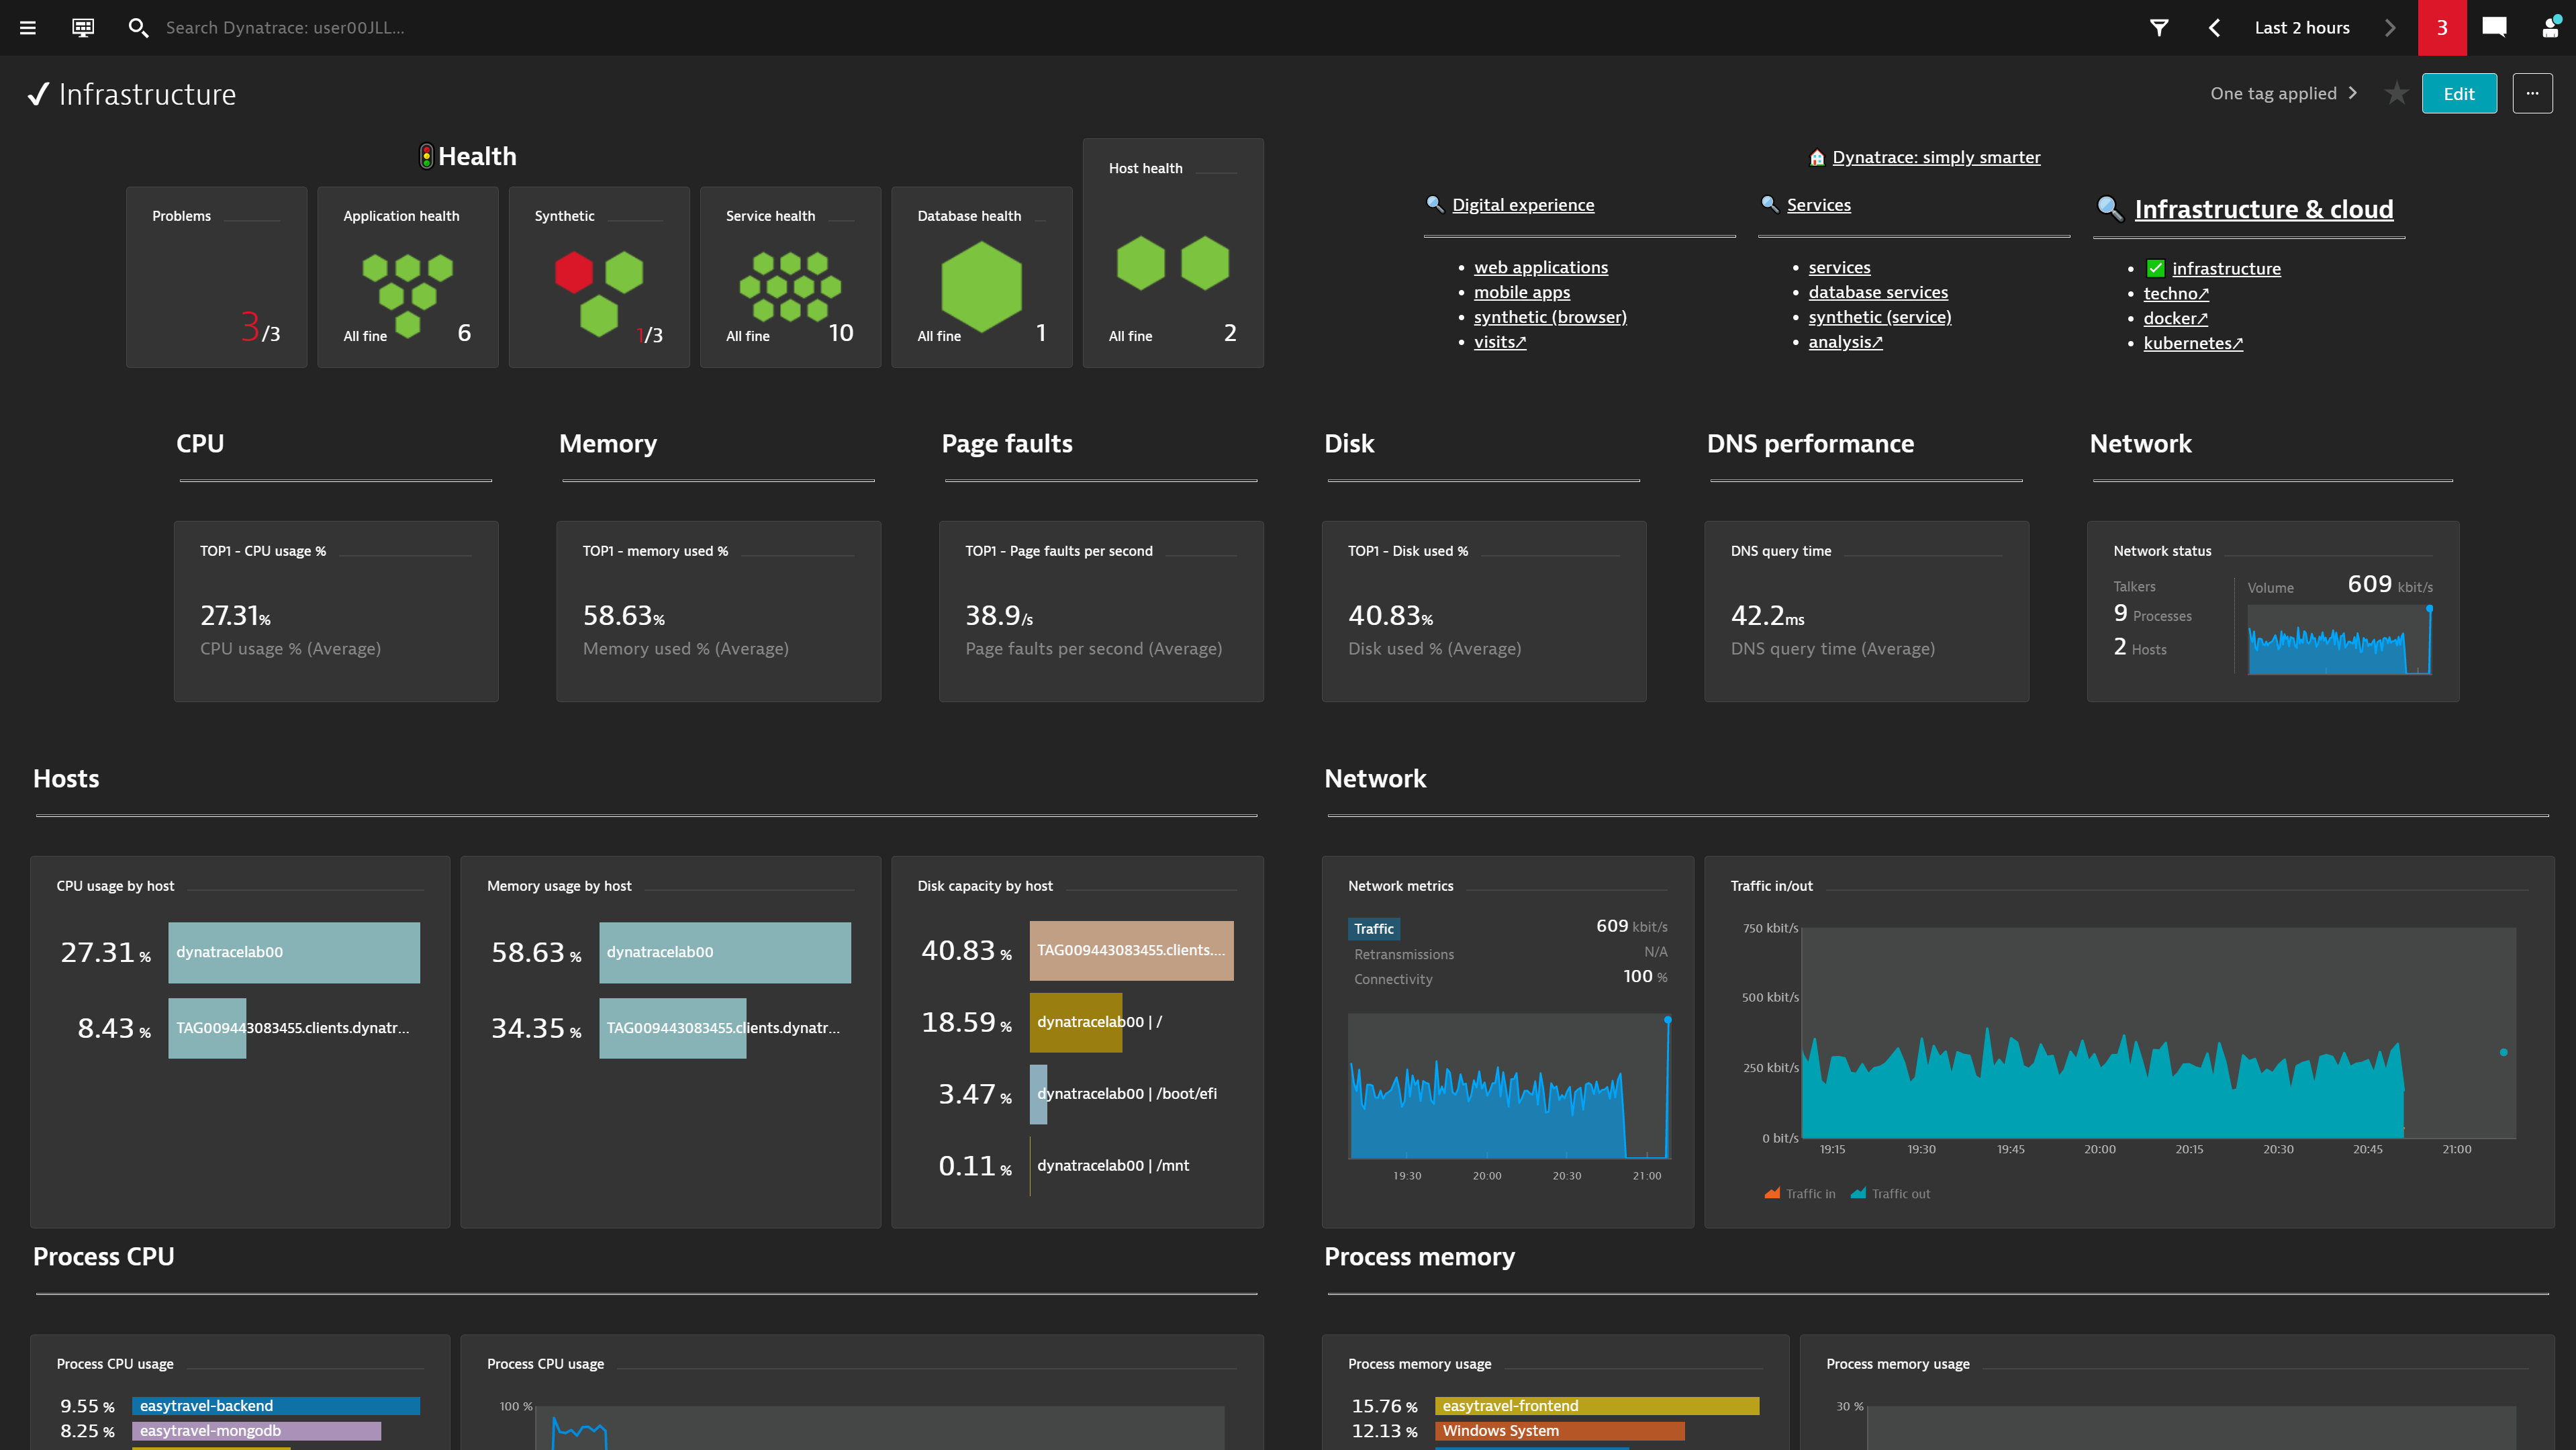 Search Dynatrace: user00JLL...
Last 2 hours
3
Infrastructure
One tag applied
Edit
...
Health
Problems
3/3
Application health
All fine
6
Synthetic
1/3
Service health
All fine
10
Database health
All fine
1
Host health
All fine
2
Dynatrace: simply smarter
Digital experience
• web applications
• mobile apps
• synthetic (browser)
• visits↗
Services
• services
• database services
• synthetic (service)
• analysis↗
Infrastructure & cloud
• ✅ infrastructure
• techno↗
• docker↗
• kubernetes↗
CPU
TOP1 - CPU usage %
27.31%
CPU usage % (Average)
Memory
TOP1 - memory used %
58.63%
Memory used % (Average)
Page faults
TOP1 - Page faults per second
38.9/s
Page faults per second (Average)
Disk
TOP1 - Disk used %
40.83%
Disk used % (Average)
DNS performance
DNS query time
42.2ms
DNS query time (Average)
Network
Network status
Talkers
9 Processes
2 Hosts
Volume
609 kbit/s
Hosts
CPU usage by host
27.31 %
dynatracelab00
8.43 %
TAG009443083455.clients.dynatr...
Memory usage by host
58.63 %
dynatracelab00
34.35 %
TAG009443083455.clients.dynatr...
Disk capacity by host
40.83 %
TAG009443083455.clients....
18.59 %
dynatracelab00 | /
3.47 %
dynatracelab00 | /boot/efi
0.11 %
dynatracelab00 | /mnt
Network
Network metrics
Traffic
609 kbit/s
Retransmissions
N/A
Connectivity
100 %
19:30
20:00
20:30
21:00
Traffic in/out
750 kbit/s
500 kbit/s
250 kbit/s
0 bit/s
19:15
19:30
19:45
20:00
20:15
20:30
20:45
21:00
Traffic in
Traffic out
Process CPU
Process CPU usage
9.55 %
easytravel-backend
8.25 %
easytravel-mongodb
Process CPU usage
100 %
Process memory
Process memory usage
15.76 %
easytravel-frontend
12.13 %
Windows System
Process memory usage
30 %